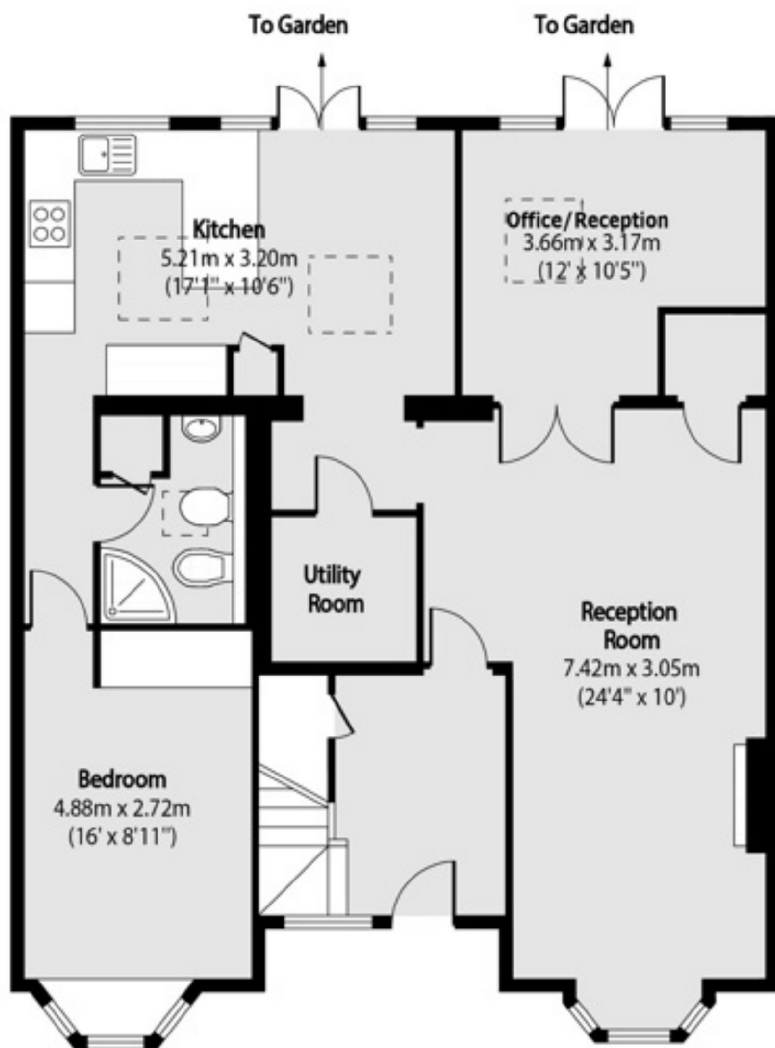 To Garden
To Garden
Kitchen
5.21m x 3.20m
(17'1" x 10'6")
Office/Reception
3.66m x 3.17m
(12' x 10'5")
Utility
Room
Reception
Room
7.42m x 3.05m
(24'4" x 10')
Bedroom
4.88m x 2.72m
(16' x 8'11")